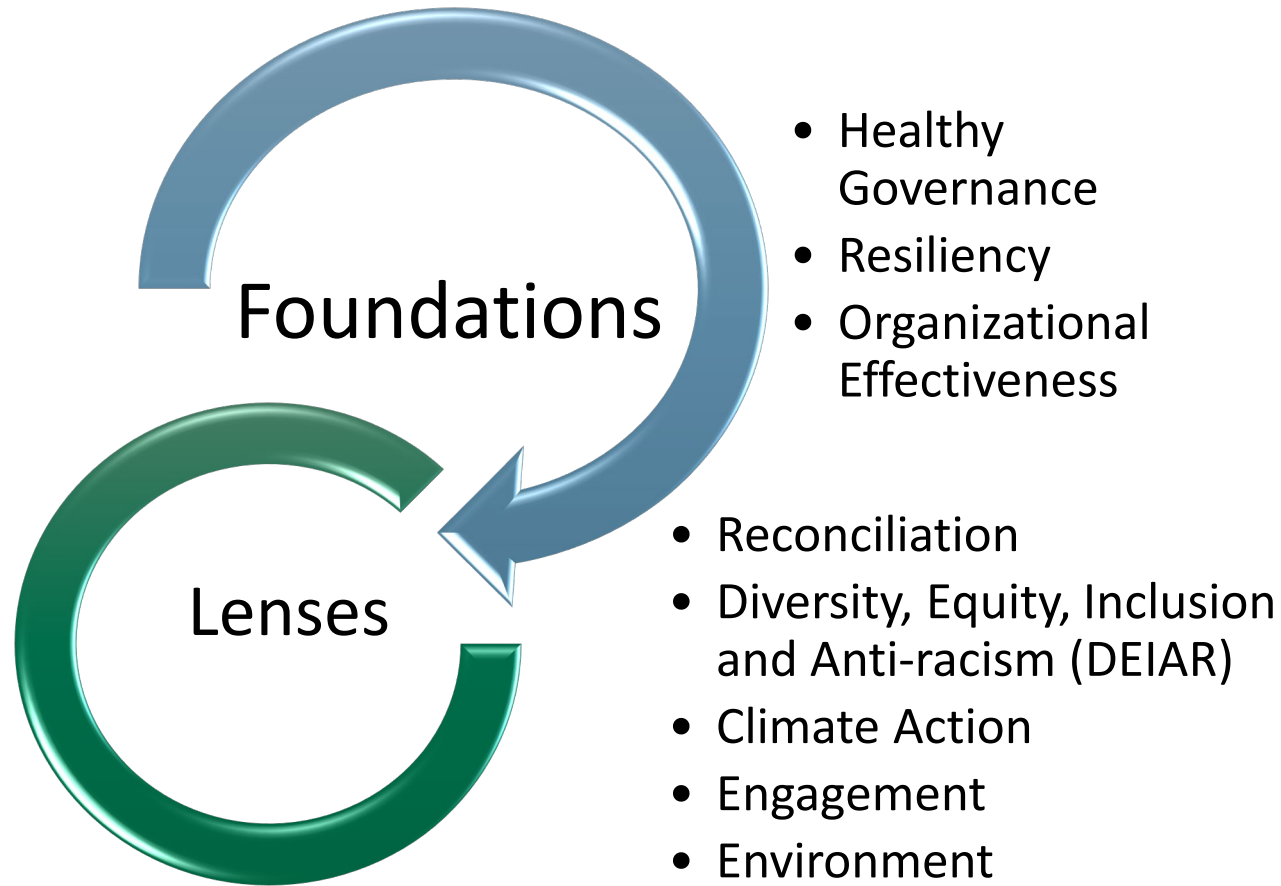 Foundations
• Healthy
Governance
• Resiliency
• Organizational
Effectiveness
Lenses
• Reconciliation
• Diversity, Equity, Inclusion
and Anti-racism (DEIAR)
• Climate Action
• Engagement
• Environment